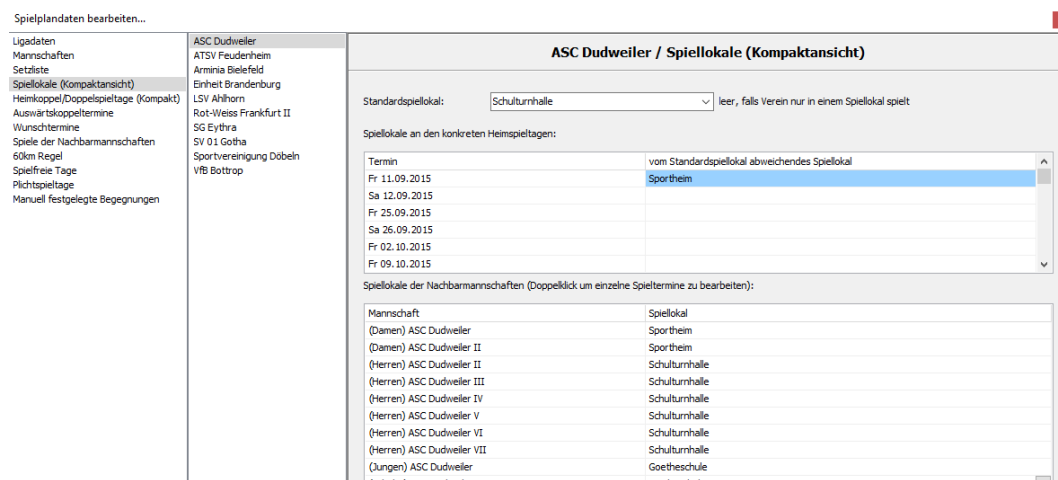 Spielplandaten bearbeiten...
Ligadaten
Mannschaften
Setzliste
Spiellokale (Kompaktansicht)
Heimkoppel/Doppelspieltage (Kompakt)
Auswärtskoppeltermine
Wunschtermine
Spiele der Nachbarmannschaften
60km Regel
Spielfreie Tage
Plichtspieltage
Manuell festgelegte Begegnungen
ASC Dudweiler
ATSV Feudenheim
Arminia Bielefeld
Einheit Brandenburg
LSV Ahlhorn
Rot-Weiss Frankfurt II
SG Eythra
SV 01 Gotha
Sportvereinigung Döbeln
VfB Bottrop
ASC Dudweiler / Spiellokale (Kompaktansicht)
Standardspiellokal: Schulturnhalle leer, falls Verein nur in einem Spiellokal spielt
Spiellokale an den konkreten Heimspieltagen:
Termin vom Standardspiellokal abweichendes Spiellokal
Fr 11.09.2015 Sportheim
Sa 12.09.2015
Fr 25.09.2015
Sa 26.09.2015
Fr 02.10.2015
Fr 09.10.2015
Spiellokale der Nachbarmannschaften (Doppelklick um einzelne Spieltermine zu bearbeiten):
Mannschaft Spiellokal
(Damen) ASC Dudweiler Sportheim
(Damen) ASC Dudweiler II Sportheim
(Herren) ASC Dudweiler II Schulturnhalle
(Herren) ASC Dudweiler III Schulturnhalle
(Herren) ASC Dudweiler IV Schulturnhalle
(Herren) ASC Dudweiler V Schulturnhalle
(Herren) ASC Dudweiler VI Schulturnhalle
(Herren) ASC Dudweiler VII Schulturnhalle
(Jungen) ASC Dudweiler Goetheschule